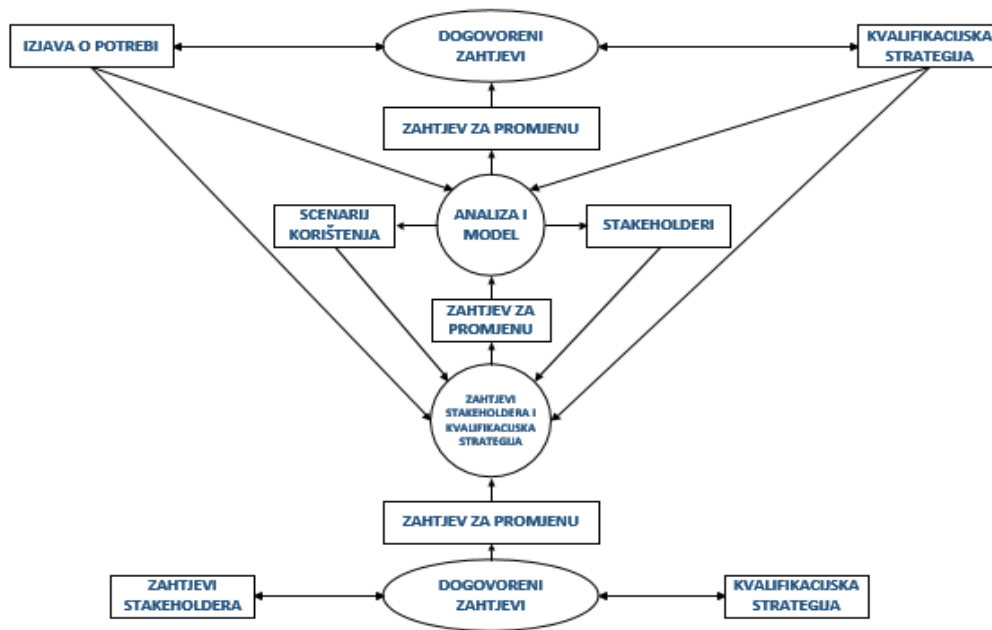 IZJAVA O POTREBI
DOGOVORENI
ZAHTJEVI
KVALIFIKACIJSKA
STRATEGIJA
ZAHTJEV ZA PROMJENU
SCENARIJ
KORIŠTENJA
ANALIZA I
MODEL
STAKEHOLDERI
ZAHTJEV ZA
PROMJENU
ZAHTJEVI
STAKEHOLDERA I
KVALIFIKACIJSKA
STRATEGIJA
ZAHTJEV ZA PROMJENU
ZAHTJEVI
STAKEHOLDERA
DOGOVORENI
ZAHTJEVI
KVALIFIKACIJSKA
STRATEGIJA